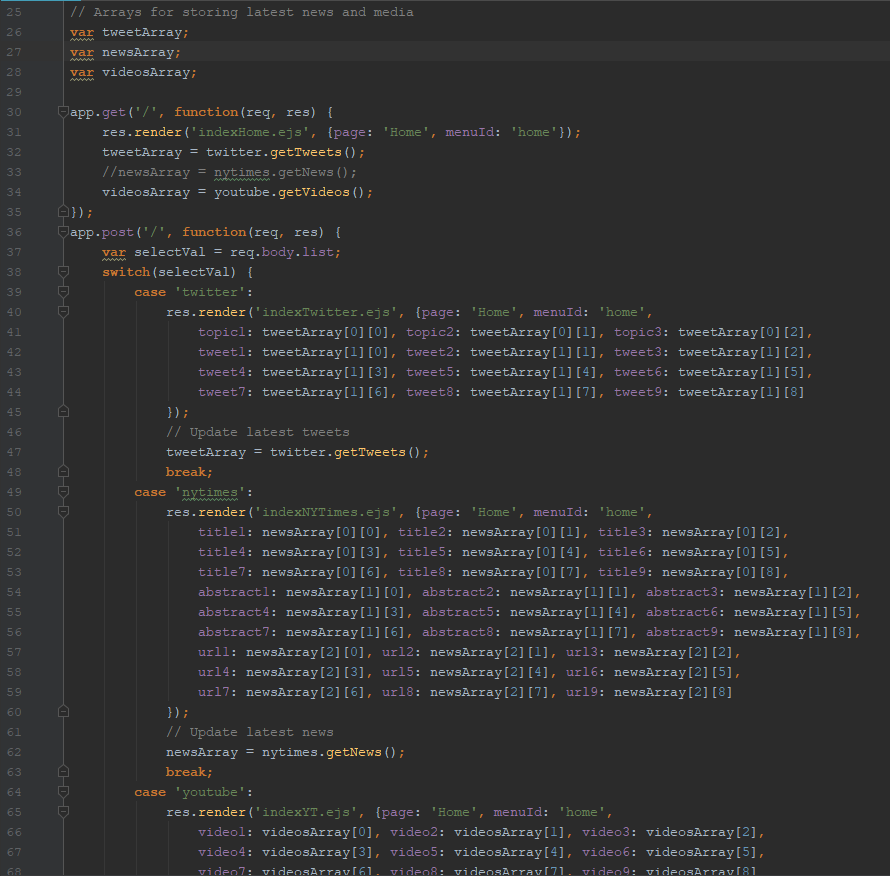 25 // Arrays for storing latest news and media
26 var tweetArray;
27 var newsArray;
28 var videosArray;
29
30 app.get('/', function(req, res) {
31 res.render('indexHome.ejs', {page: 'Home', menuId: 'home'});
32 tweetArray = twitter.getTweets();
33 //newsArray = nytimes.getNews();
34 videosArray = youtube.getVideos();
35 });
36 app.post('/', function(req, res) {
37 var selectVal = req.body.list;
38 switch(selectVal) {
39 case 'twitter':
40 res.render('indexTwitter.ejs', {page: 'Home', menuId: 'home',
41 topic1: tweetArray[0][0], topic2: tweetArray[0][1], topic3: tweetArray[0][2],
42 tweet1: tweetArray[1][0], tweet2: tweetArray[1][1], tweet3: tweetArray[1][2],
43 tweet4: tweetArray[1][3], tweet5: tweetArray[1][4], tweet6: tweetArray[1][5],
44 tweet7: tweetArray[1][6], tweet8: tweetArray[1][7], tweet9: tweetArray[1][8]
45 });
46 // Update latest tweets
47 tweetArray = twitter.getTweets();
48 break;
49 case 'nytimes':
50 res.render('indexNYTimes.ejs', {page: 'Home', menuId: 'home',
51 title1: newsArray[0][0], title2: newsArray[0][1], title3: newsArray[0][2],
52 title4: newsArray[0][3], title5: newsArray[0][4], title6: newsArray[0][5],
53 title7: newsArray[0][6], title8: newsArray[0][7], title9: newsArray[0][8],
54 abstract1: newsArray[1][0], abstract2: newsArray[1][1], abstract3: newsArray[1][2],
55 abstract4: newsArray[1][3], abstract5: newsArray[1][4], abstract6: newsArray[1][5],
56 abstract7: newsArray[1][6], abstract8: newsArray[1][7], abstract9: newsArray[1][8],
57 url1: newsArray[2][0], url2: newsArray[2][1], url3: newsArray[2][2],
58 url4: newsArray[2][3], url5: newsArray[2][4], url6: newsArray[2][5],
59 url7: newsArray[2][6], url8: newsArray[2][7], url9: newsArray[2][8]
60 });
61 // Update latest news
62 newsArray = nytimes.getNews();
63 break;
64 case 'youtube':
65 res.render('indexYT.ejs', {page: 'Home', menuId: 'home',
66 video1: videosArray[0], video2: videosArray[1], video3: videosArray[2],
67 video4: videosArray[3], video5: videosArray[4], video6: videosArray[5],
68 video7: videosArray[6], video8: videosArray[7], video9: videosArray[8]